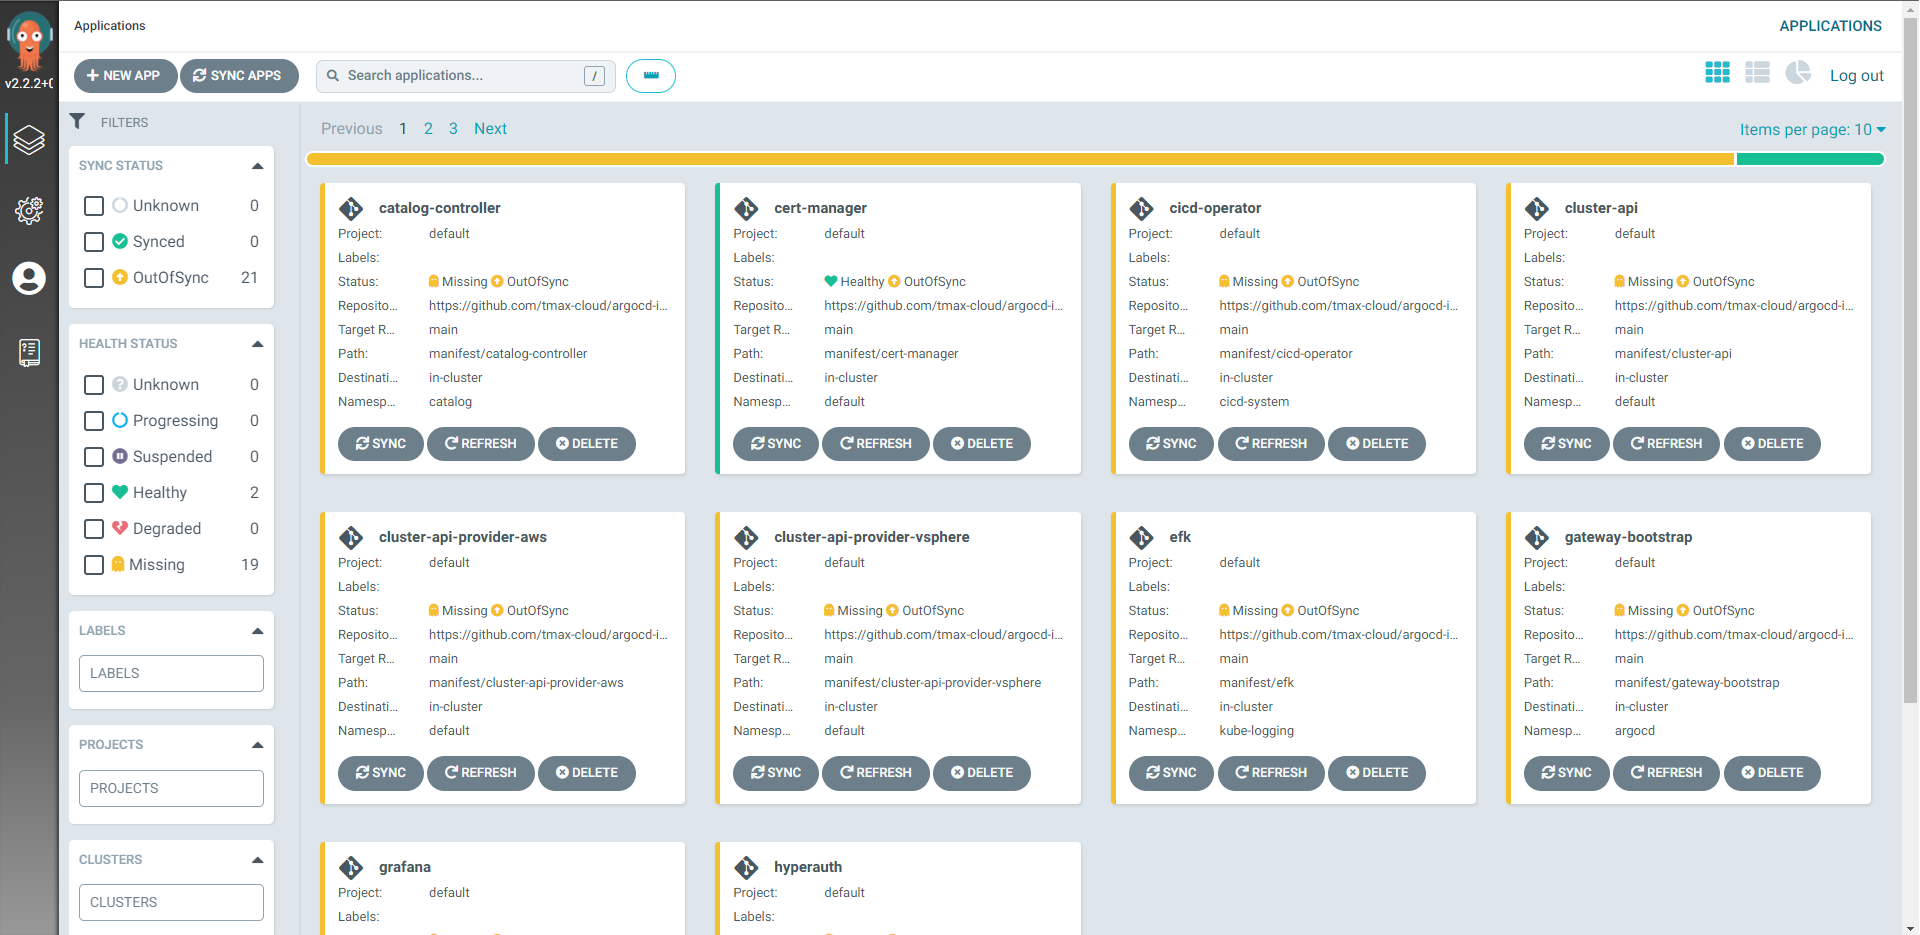 Applications
APPLICATIONS
v2.2.2+0
NEW APP
SYNC APPS
Search applications...
/
Log out
FILTERS
SYNC STATUS
Unknown 0
Synced 0
OutOfSync 21
HEALTH STATUS
Unknown 0
Progressing 0
Suspended 0
Healthy 2
Degraded 0
Missing 19
LABELS
LABELS
PROJECTS
PROJECTS
CLUSTERS
CLUSTERS
Previous 1 2 3 Next
Items per page: 10
catalog-controller
Project: default
Labels:
Status: Missing OutOfSync
Reposito... https://github.com/tmax-cloud/argocd-i...
Target R... main
Path: manifest/catalog-controller
Destinati... in-cluster
Namesp... catalog
SYNC REFRESH DELETE
cert-manager
Project: default
Labels:
Status: Healthy OutOfSync
Reposito... https://github.com/tmax-cloud/argocd-i...
Target R... main
Path: manifest/cert-manager
Destinati... in-cluster
Namesp... default
SYNC REFRESH DELETE
cicd-operator
Project: default
Labels:
Status: Missing OutOfSync
Reposito... https://github.com/tmax-cloud/argocd-i...
Target R... main
Path: manifest/cicd-operator
Destinati... in-cluster
Namesp... cicd-system
SYNC REFRESH DELETE
cluster-api
Project: default
Labels:
Status: Missing OutOfSync
Reposito... https://github.com/tmax-cloud/argocd-i...
Target R... main
Path: manifest/cluster-api
Destinati... in-cluster
Namesp... default
SYNC REFRESH DELETE
cluster-api-provider-aws
Project: default
Labels:
Status: Missing OutOfSync
Reposito... https://github.com/tmax-cloud/argocd-i...
Target R... main
Path: manifest/cluster-api-provider-aws
Destinati... in-cluster
Namesp... default
SYNC REFRESH DELETE
cluster-api-provider-vsphere
Project: default
Labels:
Status: Missing OutOfSync
Reposito... https://github.com/tmax-cloud/argocd-i...
Target R... main
Path: manifest/cluster-api-provider-vsphere
Destinati... in-cluster
Namesp... default
SYNC REFRESH DELETE
efk
Project: default
Labels:
Status: Missing OutOfSync
Reposito... https://github.com/tmax-cloud/argocd-i...
Target R... main
Path: manifest/efk
Destinati... in-cluster
Namesp... kube-logging
SYNC REFRESH DELETE
gateway-bootstrap
Project: default
Labels:
Status: Missing OutOfSync
Reposito... https://github.com/tmax-cloud/argocd-i...
Target R... main
Path: manifest/gateway-bootstrap
Destinati... in-cluster
Namesp... argocd
SYNC REFRESH DELETE
grafana
Project: default
Labels:
hyperauth
Project: default
Labels: